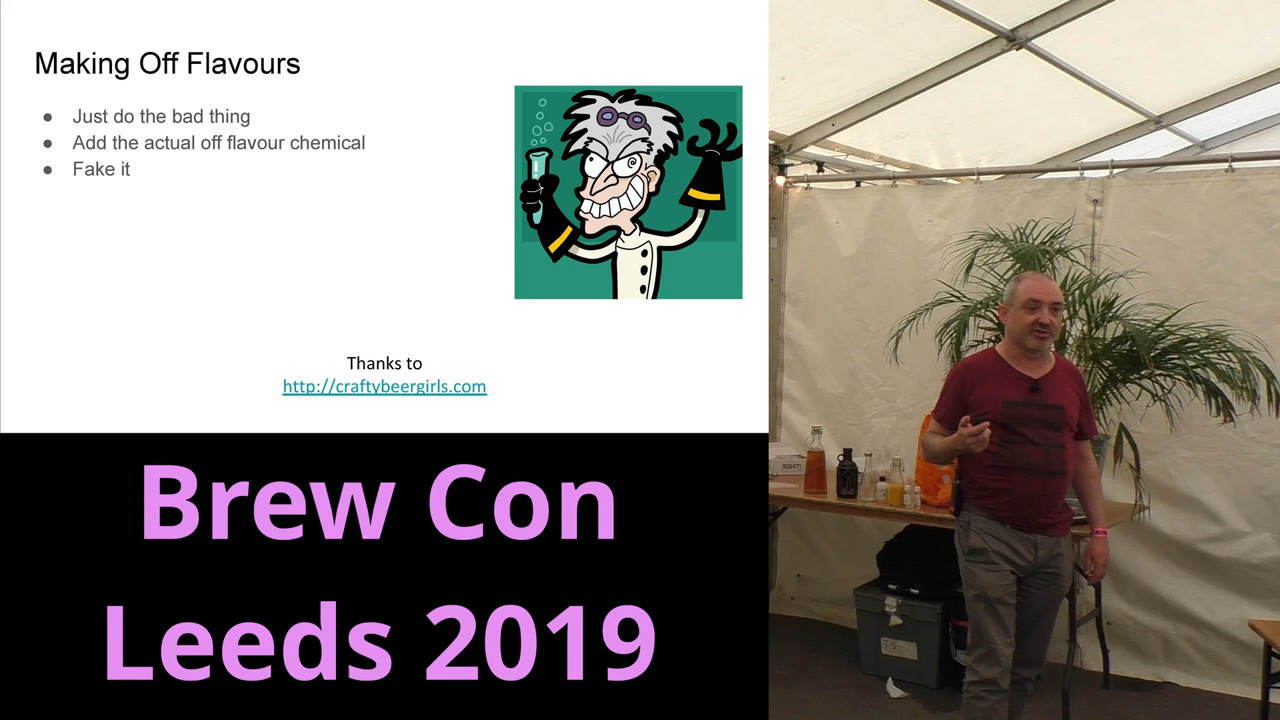 Making Off Flavours
● Just do the bad thing
● Add the actual off flavour chemical
● Fake it
Thanks to
http://craftybeergirls.com
Brew Con
Leeds 2019